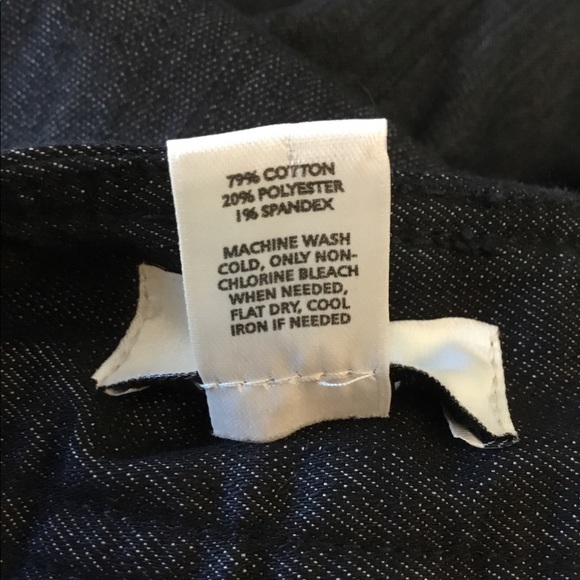 79% COTTON
20% POLYESTER
1% SPANDEX
MACHINE WASH
COLD, ONLY NON-
CHLORINE BLEACH
WHEN NEEDED,
FLAT DRY, COOL
IRON IF NEEDED